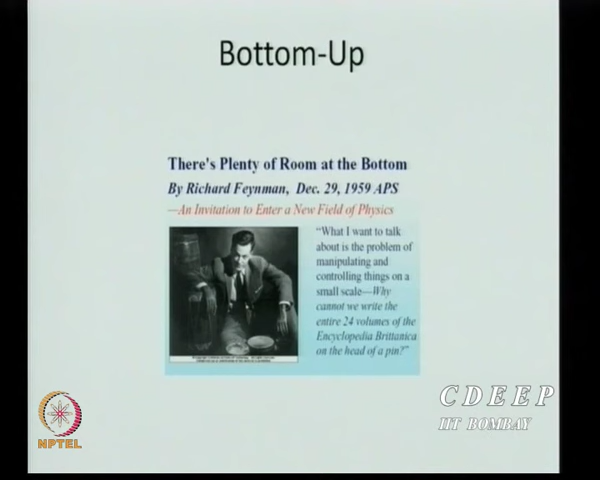 Bottom-Up
There's Plenty of Room at the Bottom
By Richard Feynman, Dec. 29, 1959 APS
—An Invitation to Enter a New Field of Physics
"What I want to talk
about is the problem of
manipulating and
controlling things on a
small scale—Why
cannot we write the
entire 24 volumes of the
Encyclopedia Brittanica
on the head of a pin?"
NPTEL
CDEEP
IIT BOMBAY